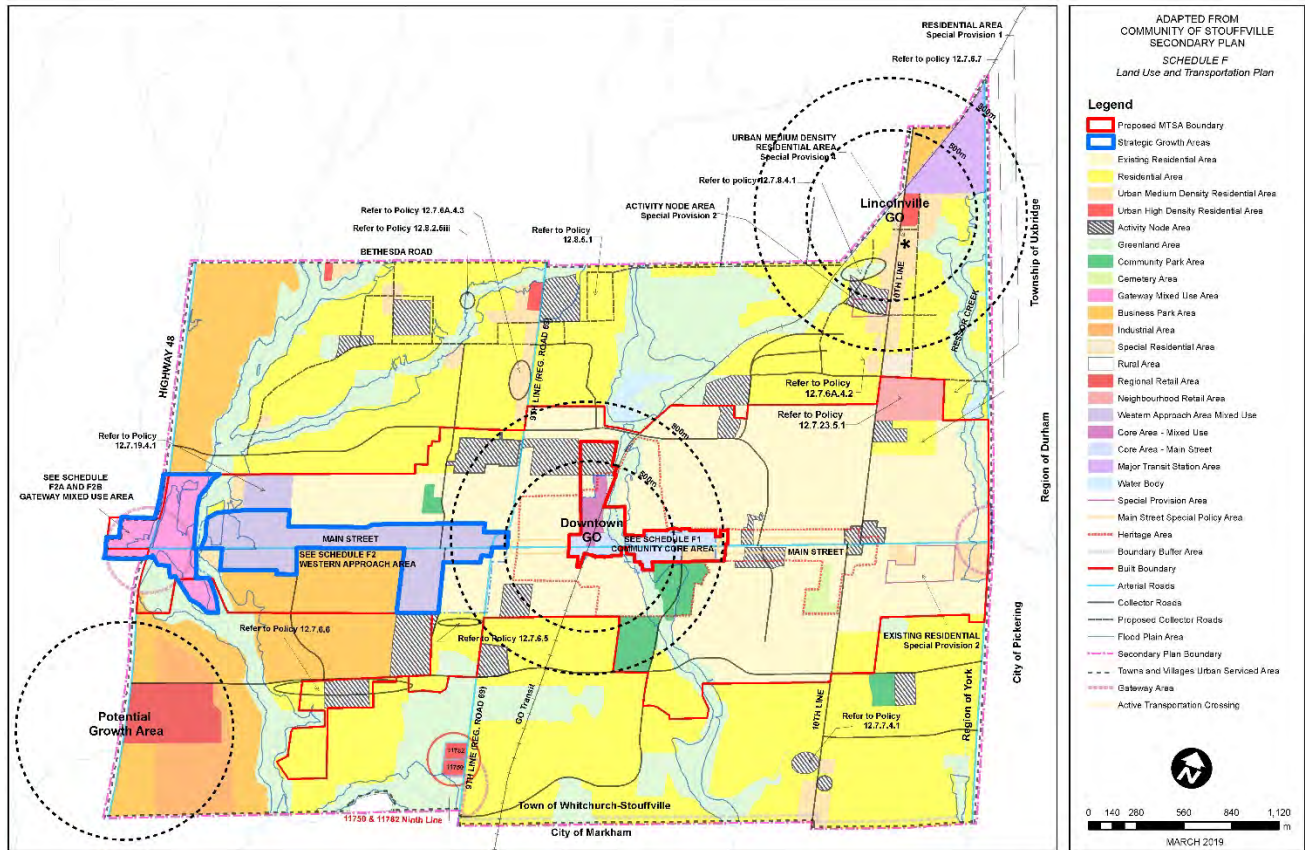 RESIDENTIAL AREA
Special Provision 1
Refer to policy 12.7.6.7
800m
URBAN MEDIUM DENSITY
RESIDENTIAL AREA
Special Provision 4
500m
Refer to policy 12.7.8.4.1
Lincolnville
GO
ACTIVITY NODE AREA
Special Provision 2
Refer to Policy 12.7.6A.4.3
Refer to Policy
12.8.2.5iii
Refer to Policy
12.8.5.1
BETHESDA ROAD
*
10TH LINE
Township of Uxbridge
RESSOR CREEK
HIGHWAY 48
9TH LINE (REG. ROAD 69)
Refer to Policy
12.7.6A.4.2
Refer to Policy
12.7.23.5.1
Refer to Policy
12.7.19.4.1
800m
500m
Region of Durham
SEE SCHEDULE
F2A AND F2B
GATEWAY MIXED USE AREA
Downtown
GO
MAIN STREET
SEE SCHEDULE F2
WESTERN APPROACH AREA
SEE SCHEDULE F1
COMMUNITY CORE AREA
MAIN STREET
Refer to Policy 12.7.6.6
Refer to Policy 12.7.6.5
EXISTING RESIDENTIAL
Special Provision 2
City of Pickering
Potential
Growth Area
9TH LINE (REG. ROAD 69)
GO Transit
10TH LINE
Refer to Policy
12.7.7.4.1
Region of York
11782
11750
11750 & 11782 Ninth Line
Town of Whitchurch-Stouffville
City of Markham
ADAPTED FROM
COMMUNITY OF STOUFFVILLE
SECONDARY PLAN
SCHEDULE F
Land Use and Transportation Plan
Legend
Proposed MTSA Boundary
Strategic Growth Areas
Existing Residential Area
Residential Area
Urban Medium Density Residential Area
Urban High Density Residential Area
Activity Node Area
Greenland Area
Community Park Area
Cemetery Area
Gateway Mixed Use Area
Business Park Area
Industrial Area
Special Residential Area
Rural Area
Regional Retail Area
Neighbourhood Retail Area
Western Approach Area Mixed Use
Core Area - Mixed Use
Core Area - Main Street
Major Transit Station Area
Water Body
Special Provision Area
Main Street Special Policy Area
Heritage Area
Boundary Buffer Area
Built Boundary
Arterial Roads
Collector Roads
Proposed Collector Roads
Flood Plain Area
Secondary Plan Boundary
Towns and Villages Urban Serviced Area
Gateway Area
Active Transportation Crossing
N
0 140 280 560 840 1,120
m
MARCH 2019